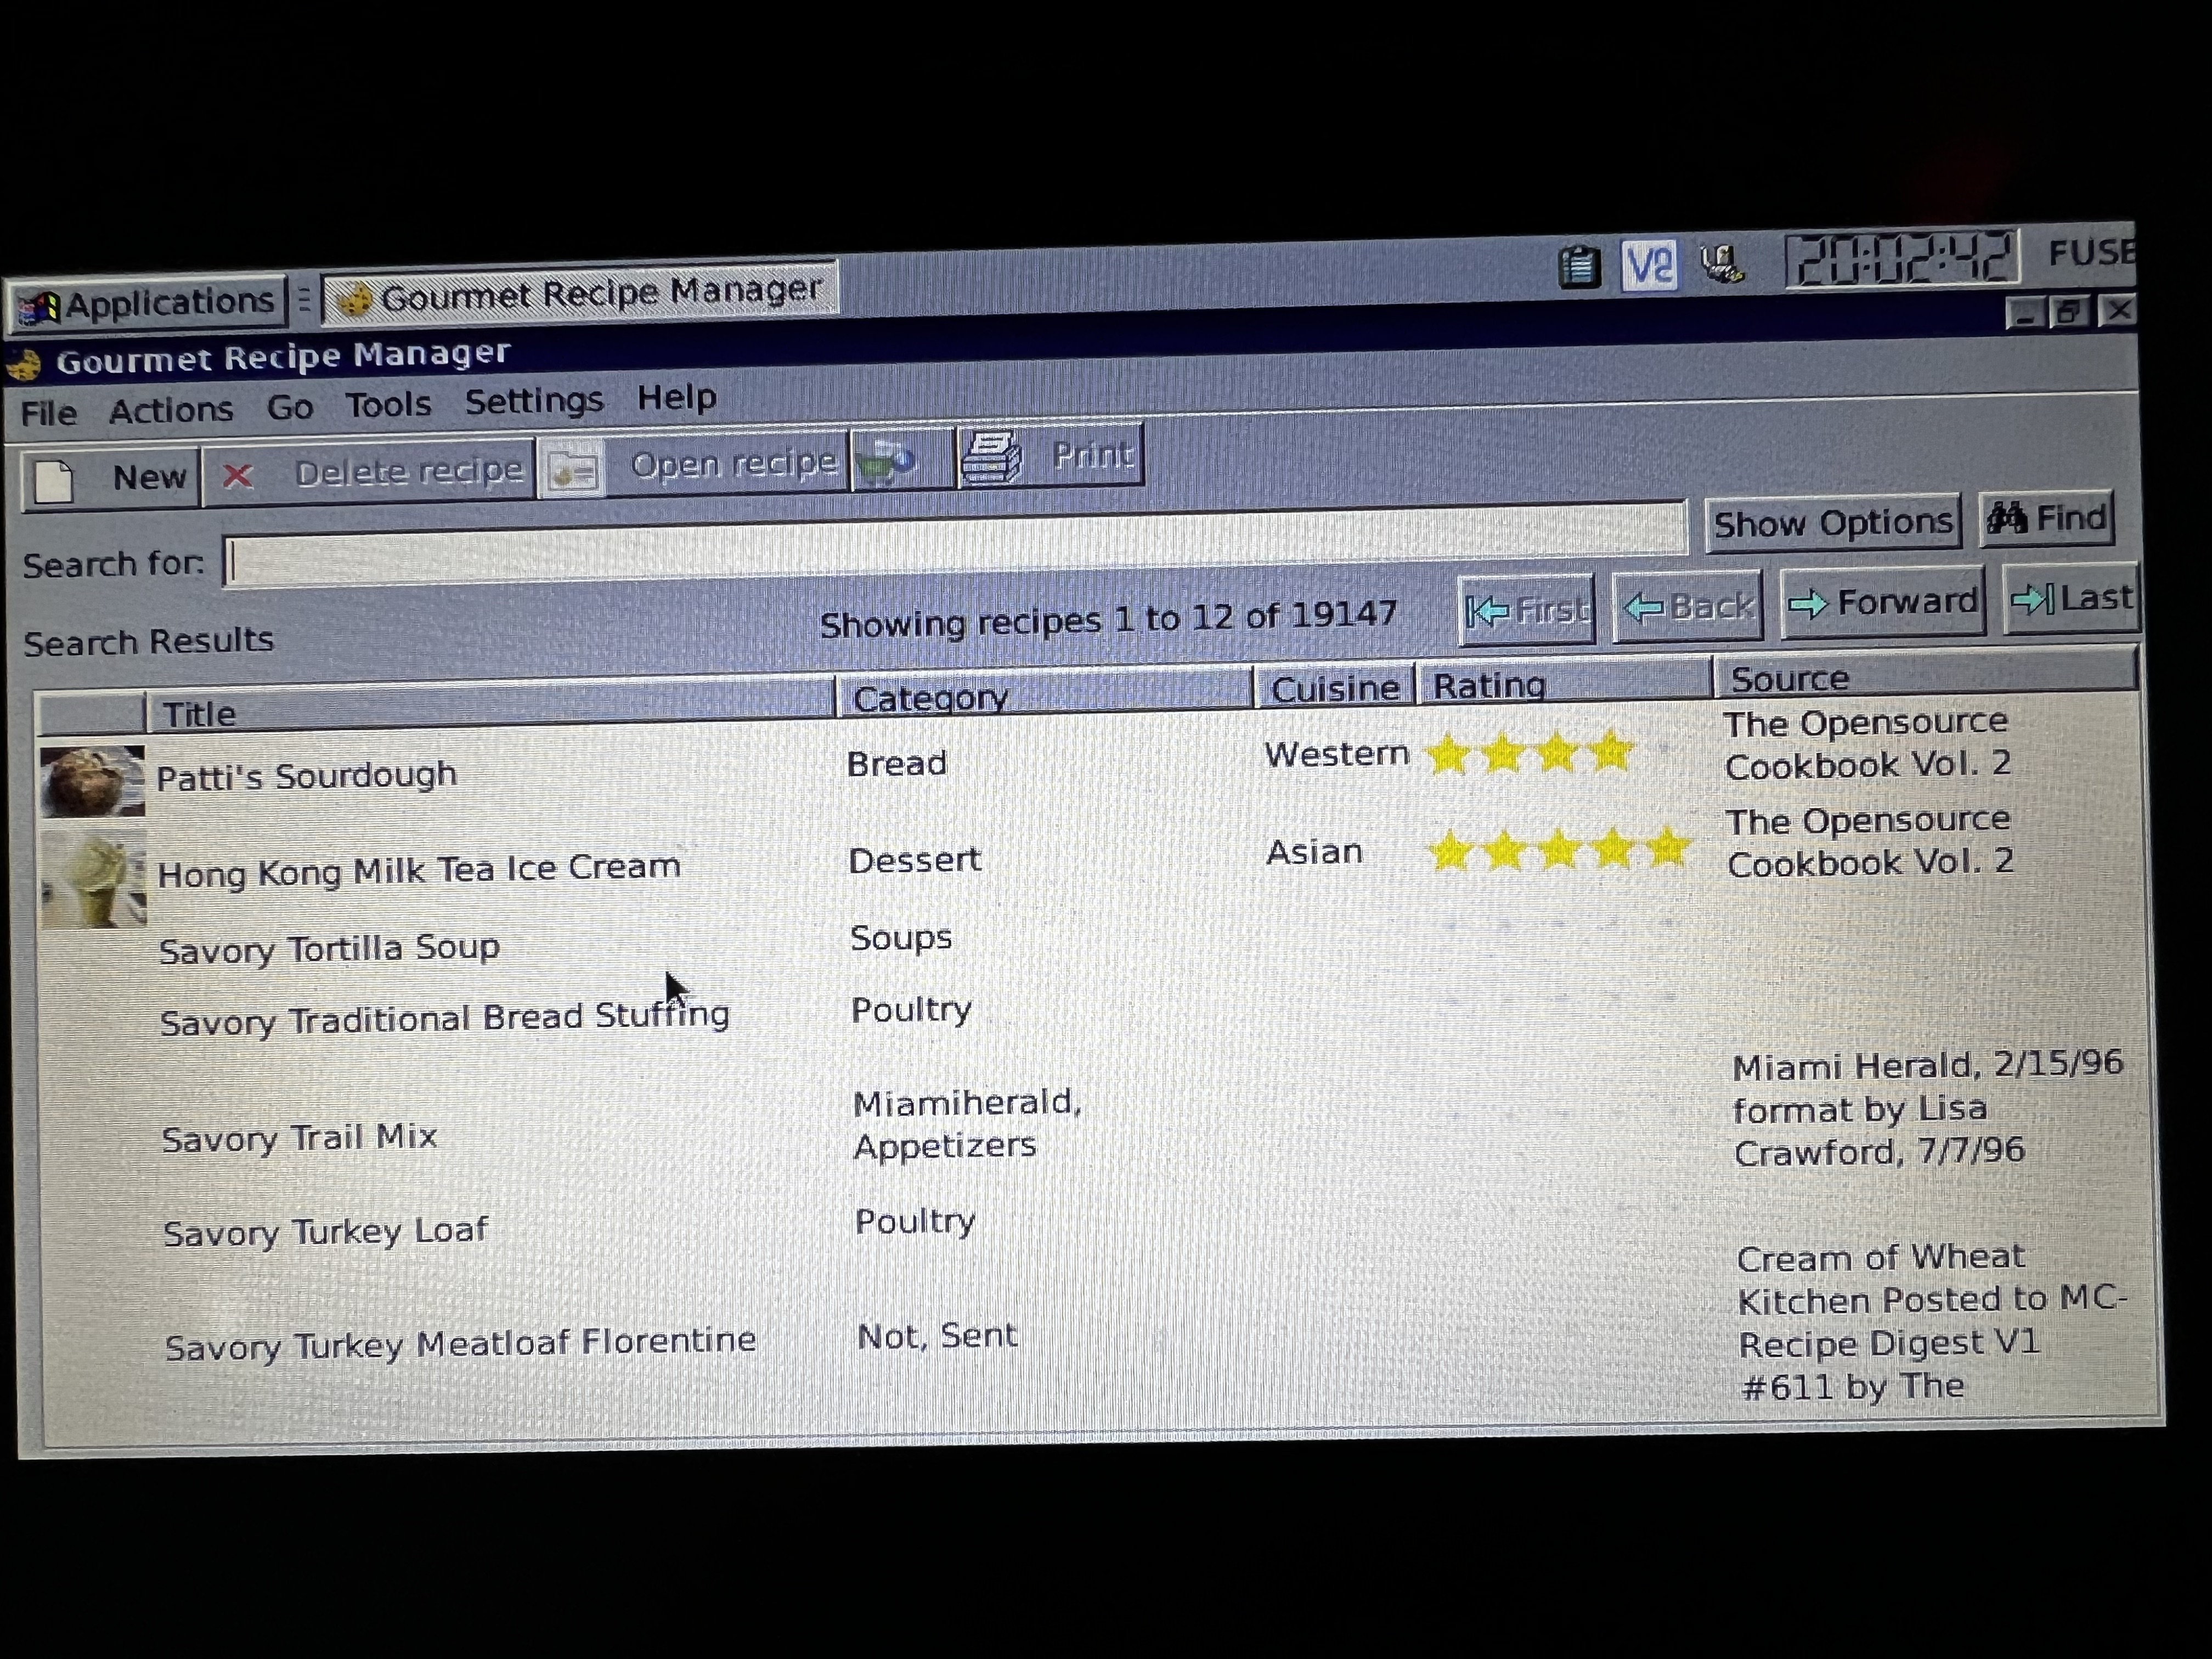 Applications
Gourmet Recipe Manager
20:02:42
FUSE
Gourmet Recipe Manager
File Actions Go Tools Settings Help
New Delete recipe Open recipe Print
Search for: Show Options Find
Search Results Showing recipes 1 to 12 of 19147 First Back Forward Last
Title Category Cuisine Rating Source
Patti's Sourdough Bread Western The Opensource
Cookbook Vol. 2
Hong Kong Milk Tea Ice Cream Dessert Asian The Opensource
Cookbook Vol. 2
Savory Tortilla Soup Soups
Savory Traditional Bread Stuffing Poultry
Savory Trail Mix Miamiherald,
Appetizers
Miami Herald, 2/15/96
format by Lisa
Crawford, 7/7/96
Savory Turkey Loaf Poultry
Savory Turkey Meatloaf Florentine Not, Sent
Cream of Wheat
Kitchen Posted to MC-
Recipe Digest V1
#611 by The